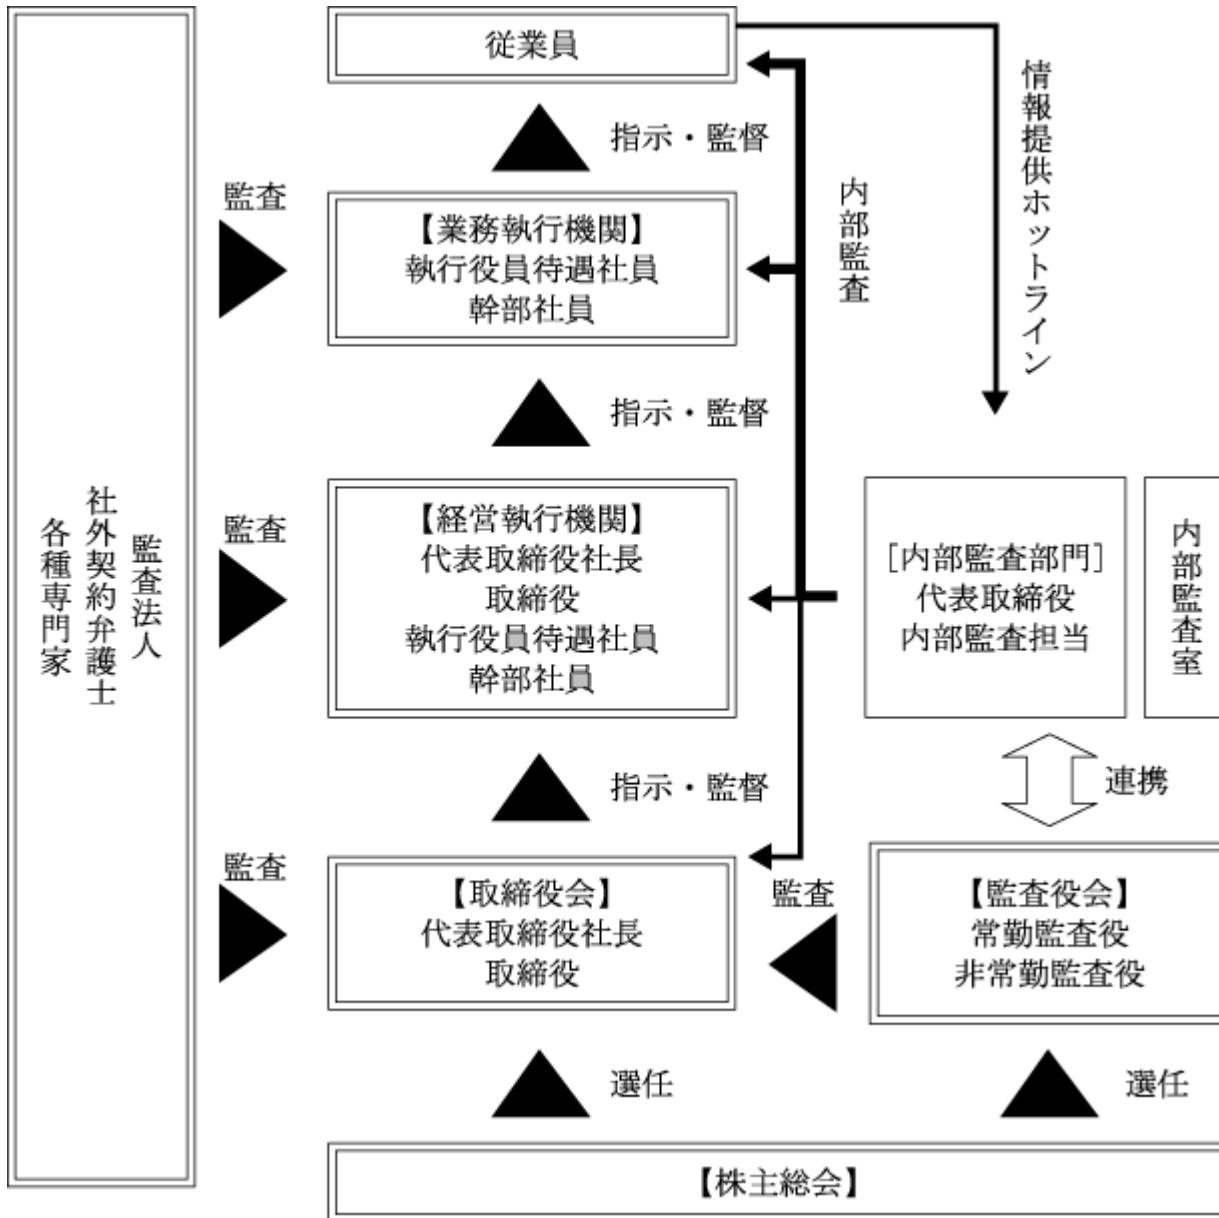 従業員
指示・監督
監査
【業務執行機関】
執行役員待遇社員
幹部社員
内部監査
情報提供ホットライン
指示・監督
監査法人
社外契約弁護士
各種専門家
監査
【経営執行機関】
代表取締役社長
取締役
執行役員待遇社員
幹部社員
［内部監査部門］
代表取締役
内部監査担当
内部監査室
指示・監督
連携
監査
【取締役会】
代表取締役社長
取締役
監査
【監査役会】
常勤監査役
非常勤監査役
選任
選任
【株主総会】